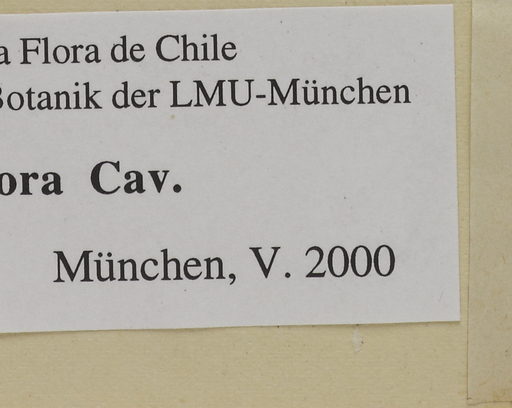 a Flora de Chile
Botanik der LMU-München
ora Cav.
München, V. 2000